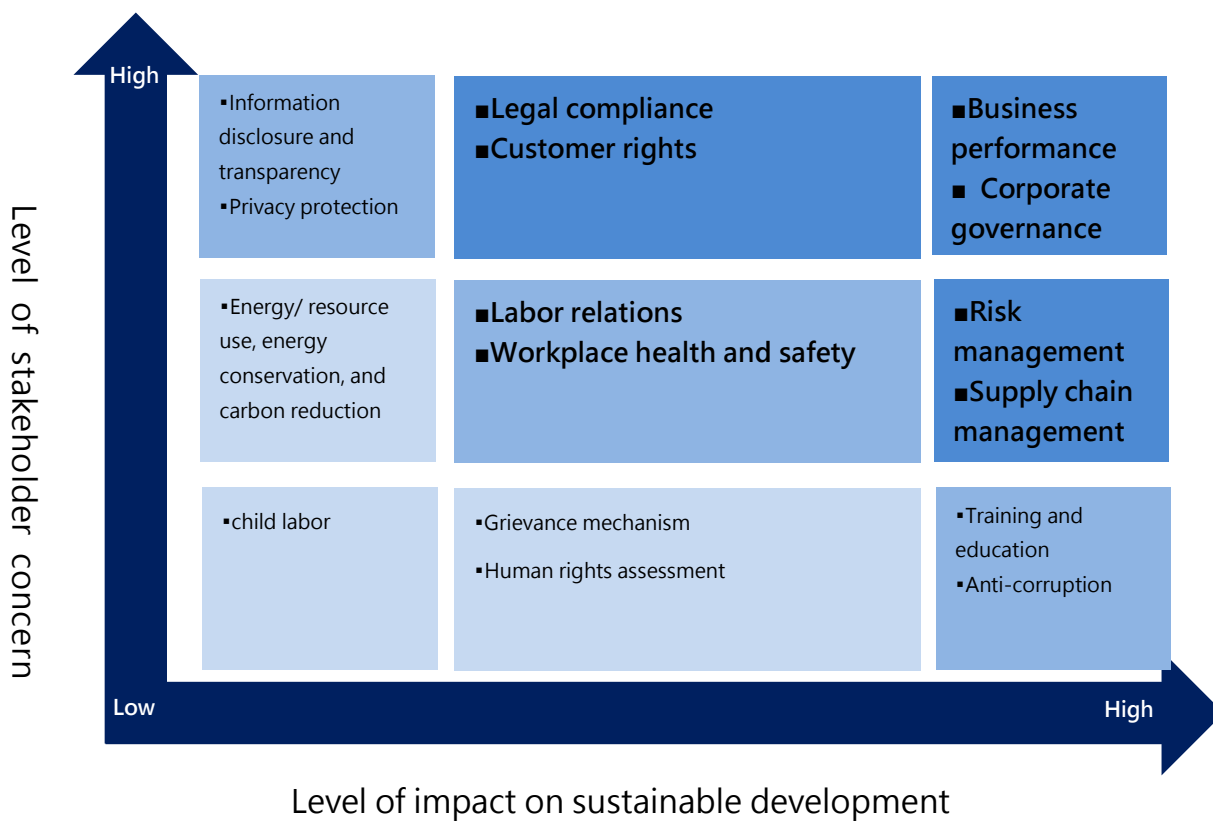 High
▪Information
disclosure and
transparency
▪Privacy protection
■Legal compliance
■Customer rights
■Business
performance
■ Corporate
governance
Level of stakeholder concern
▪Energy/ resource
use, energy
conservation, and
carbon reduction
■Labor relations
■Workplace health and safety
■Risk
management
■Supply chain
management
▪child labor
▪Grievance mechanism
▪Human rights assessment
▪Training and
education
▪Anti-corruption
Low
High
Level of impact on sustainable development